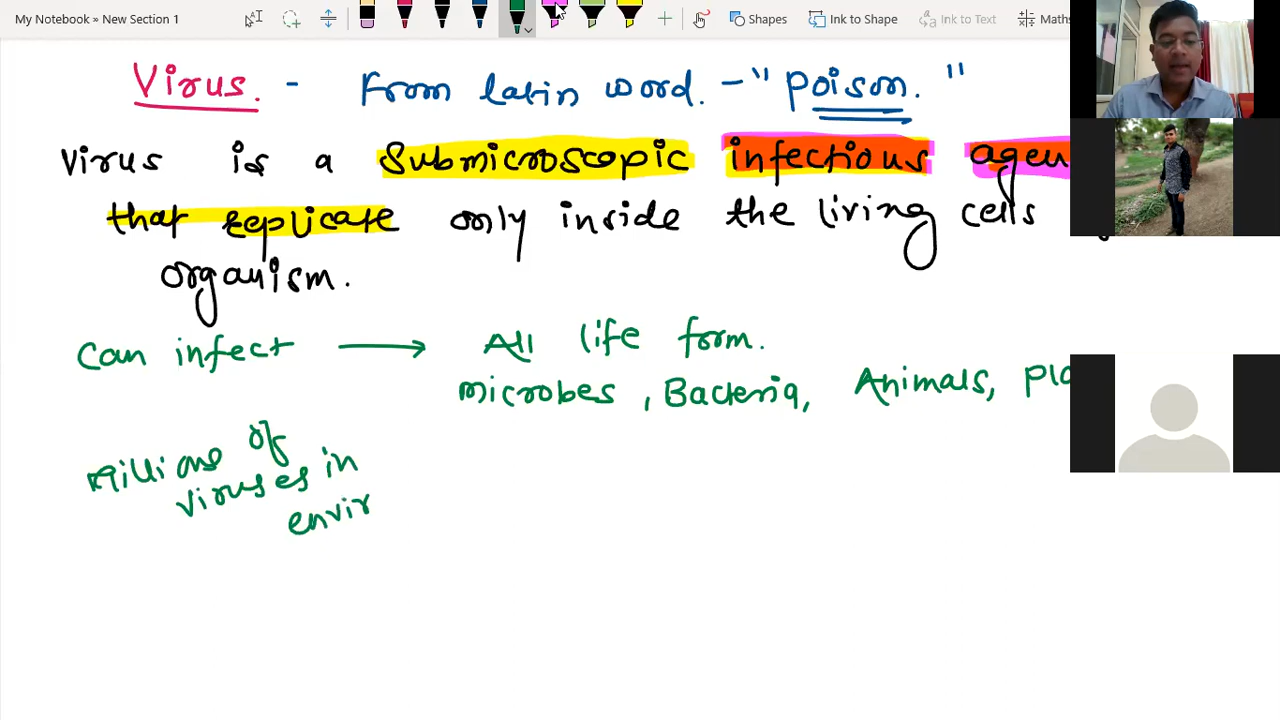 My Notebook » New Section 1
Shapes Ink to Shape Ink to Text Maths
Virus. - From latin word. - "poison."
Virus is a Submicroscopic infectious agen
that replicate only inside the living cells
organism.
Can infect → All life form.
microbes, Bacteria, Animals, Pla
Millions of
viruses in
envir